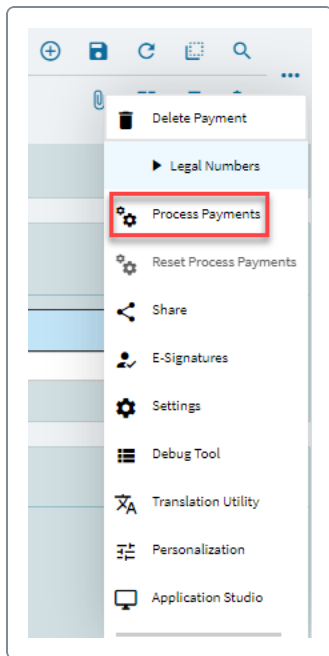 Delete Payment
Legal Numbers
Process Payments
Reset Process Payments
Share
E-Signatures
Settings
Debug Tool
Translation Utility
Personalization
Application Studio